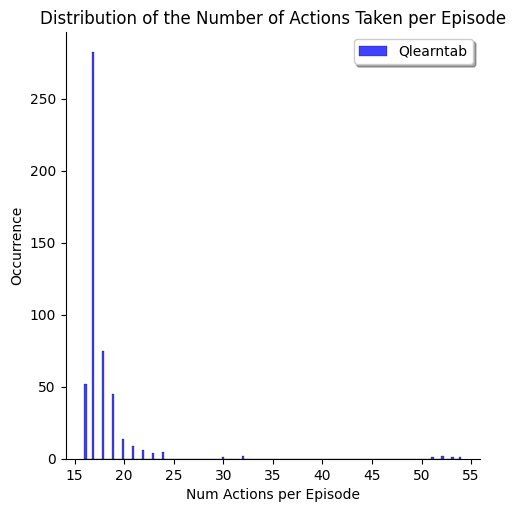 Distribution of the Number of Actions Taken per Episode
Qlearntab
Occurrence
250
200
150
100
50
0
15 20 25 30 35 40 45 50 55
Num Actions per Episode